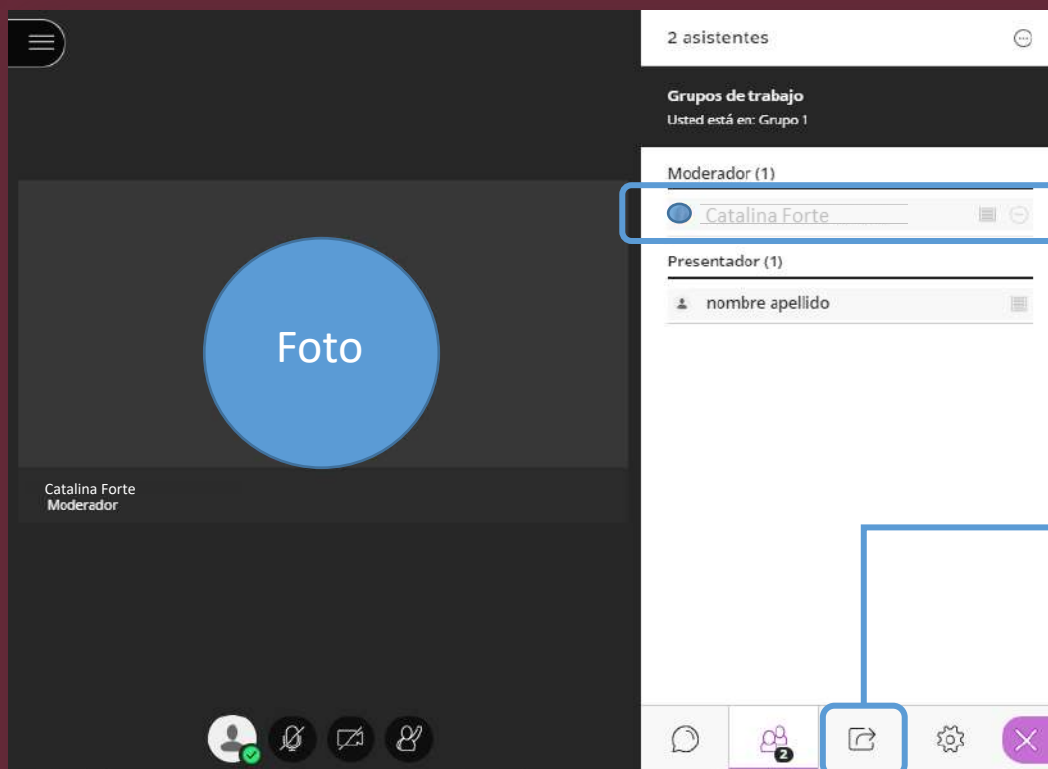 2 asistentes
Grupos de trabajo
Usted está en: Grupo 1
Moderador (1)
Catalina Forte
Presentador (1)
nombre apellido
Foto
Catalina Forte
Moderador
2